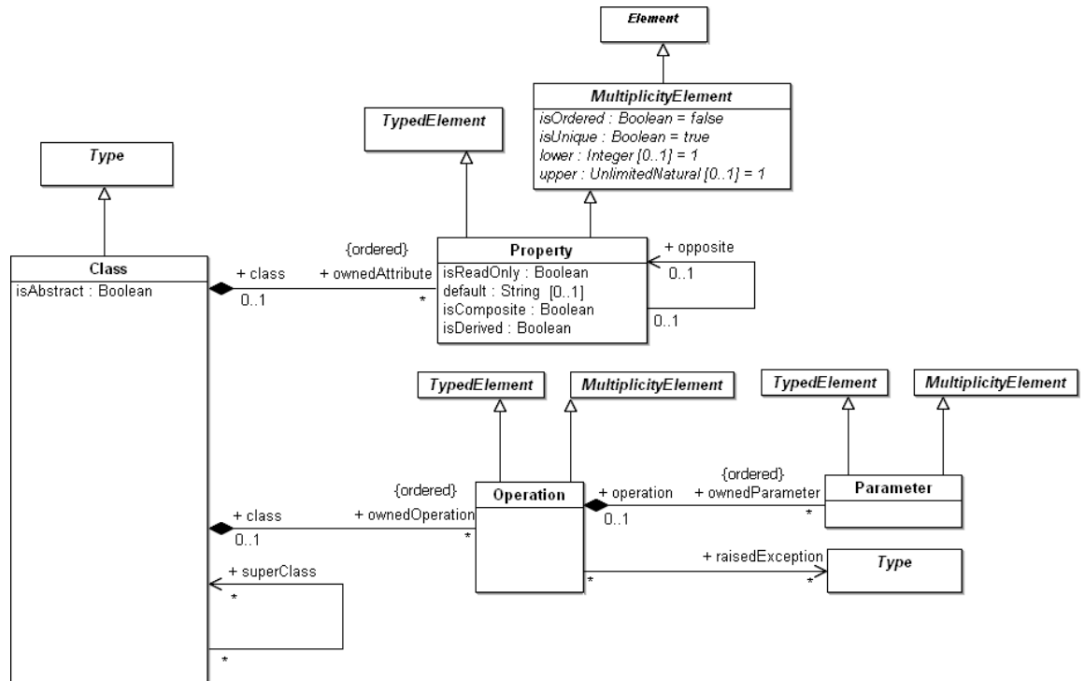 Element
MultiplicityElement
isOrdered : Boolean = false
isUnique : Boolean = true
lower : Integer [0..1] = 1
upper : UnlimitedNatural [0..1] = 1
TypedElement
Type
Class
isAbstract : Boolean
{ordered}
+ class
+ ownedAttribute
0..1
*
Property
isReadOnly : Boolean
default : String [0..1]
isComposite : Boolean
isDerived : Boolean
+ opposite
0..1
0..1
TypedElement
MultiplicityElement
TypedElement
MultiplicityElement
{ordered}
+ class
+ ownedOperation
0..1
*
Operation
{ordered}
+ operation
+ ownedParameter
0..1
*
Parameter
+ raisedException
*
*
Type
+ superClass
*
*